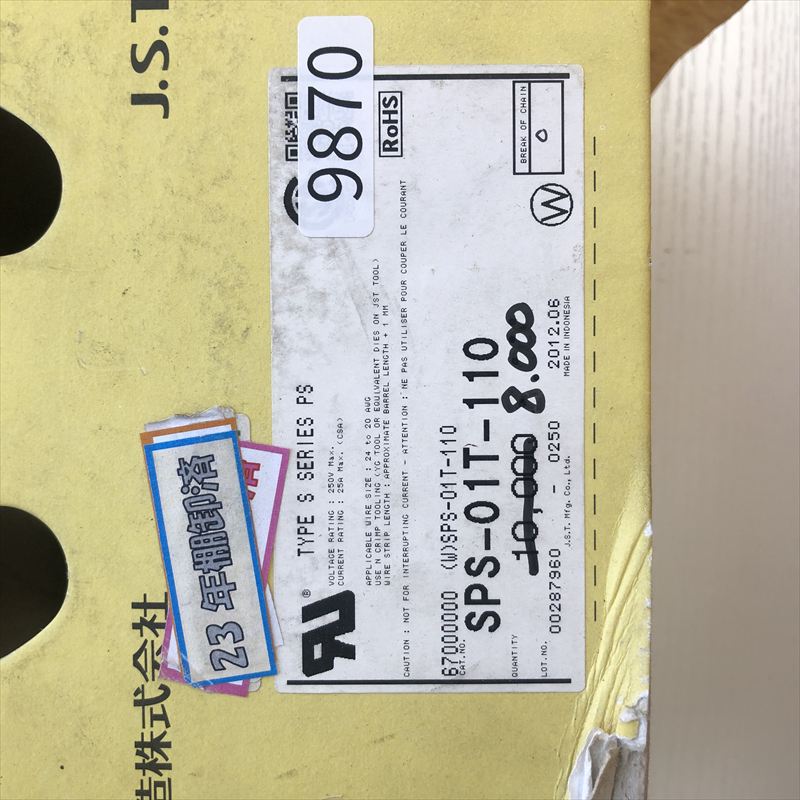 J.S.T
造株式会社
9870
RoHS
BREAK OF CHAIN
0
W
23 年棚卸済
済
TYPE S SERIES PS
VOLTAGE RATING : 250V Max.
CURRENT RATING : 25A Max. (CSA)
APPLICABLE WIRE SIZE : 24 to 20 AWG
USE N CRIMP TOOLING (YC TOOL OR EQUIVALENT DIES ON JST TOOL)
WIRE STRIP LENGTH : APPROXIMATE BARREL LENGTH + 1 MM
CAUTION : NOT FOR INTERRUPTING CURRENT - ATTENTION : NE PAS UTILISER POUR COUPER LE COURANT
67000000 (W)SPS-01T-110
CAT.NO. SPS-01T-110
QUANTITY 10,000 8.000
LOT.NO. 00287960 - 0250 2012.06
J.S.T. Mfg. Co., Ltd. MADE IN INDONESIA